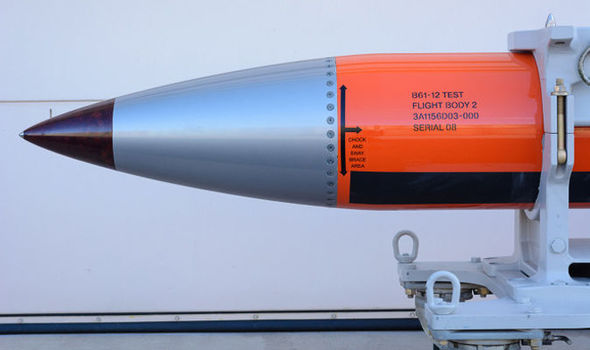 B61-12 TEST
FLIGHT BODY 2
3A1156D03-000
SERIAL 08
CHOCK
AND
SWAY
BRACE
AREA